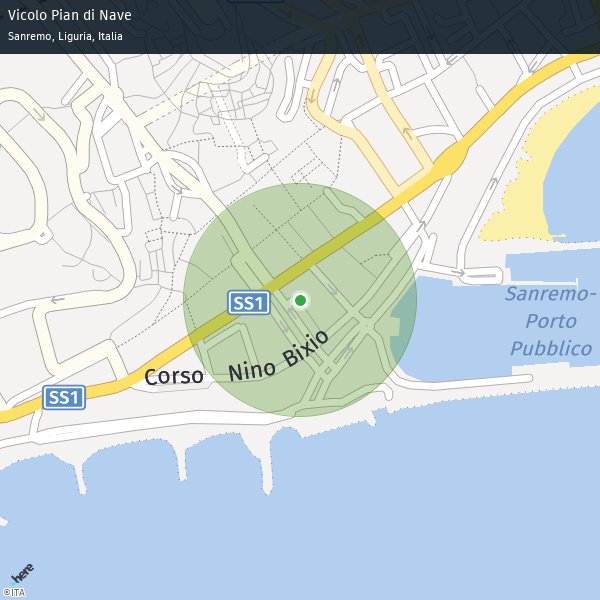 Vicolo Pian di Nave
Sanremo, Liguria, Italia
SS1
Sanremo-
Porto
Pubblico
Corso Nino Bixio
SS1
here
©ITA